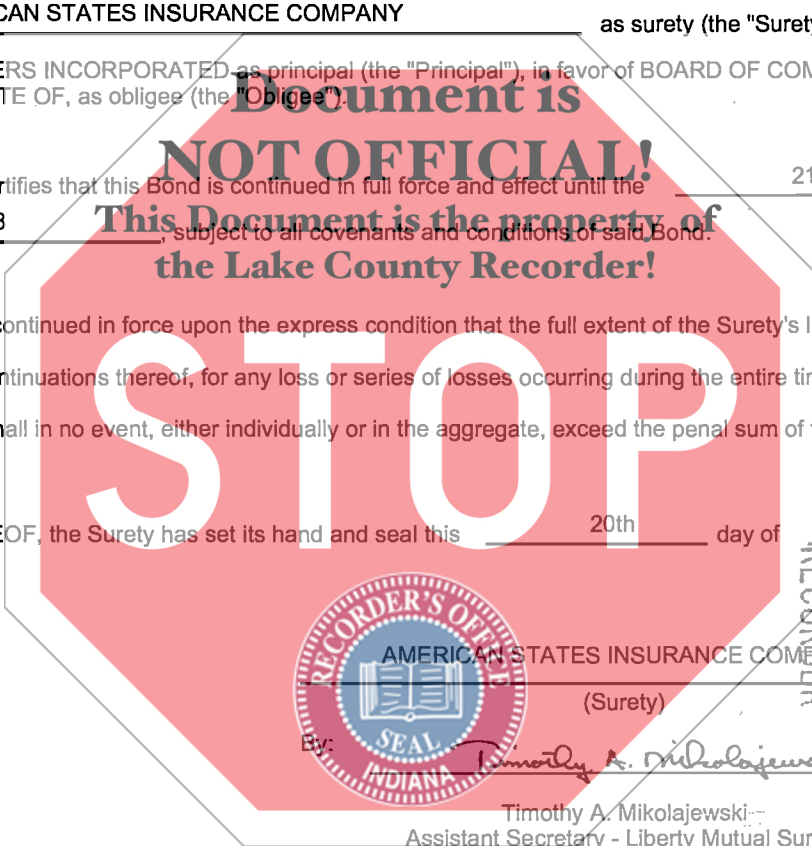 CAN STATES INSURANCE COMPANY
as surety (the "Surety
ERS INCORPORATED as principal (the "Principal"), in favor of BOARD OF COM
TE OF, as obligee (the "Obligee").
Document is
NOT OFFICIAL!
rtifies that this Bond is continued in full force and effect until the 21
This Document is the property of
, subject to all covenants and conditions of said Bond.
the Lake County Recorder!
continued in force upon the express condition that the full extent of the Surety's l
ntinuations thereof, for any loss or series of losses occurring during the entire tim
all in no event, either individually or in the aggregate, exceed the penal sum of
STOP
EOF, the Surety has set its hand and seal this 20th day of
RECORDER
RECORDER'S OFFICE
AMERICAN STATES INSURANCE COMP
(Surety)
SEAL
By: Timothy A. Mikolajews
INDIANA
Timothy A. Mikolajewski
Assistant Secretary - Liberty Mutual Sur